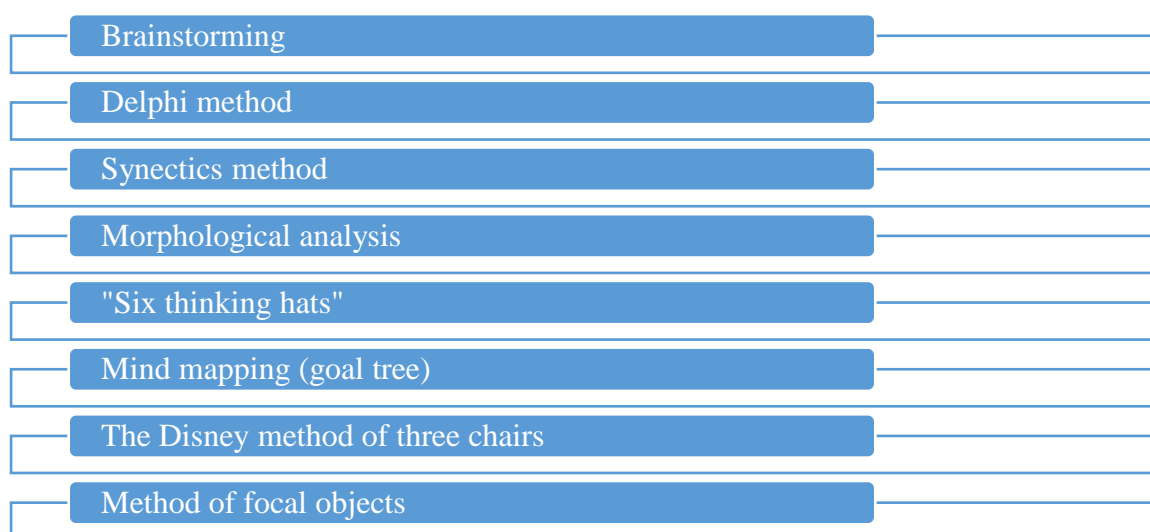 Brainstorming
Delphi method
Synectics method
Morphological analysis
"Six thinking hats"
Mind mapping (goal tree)
The Disney method of three chairs
Method of focal objects